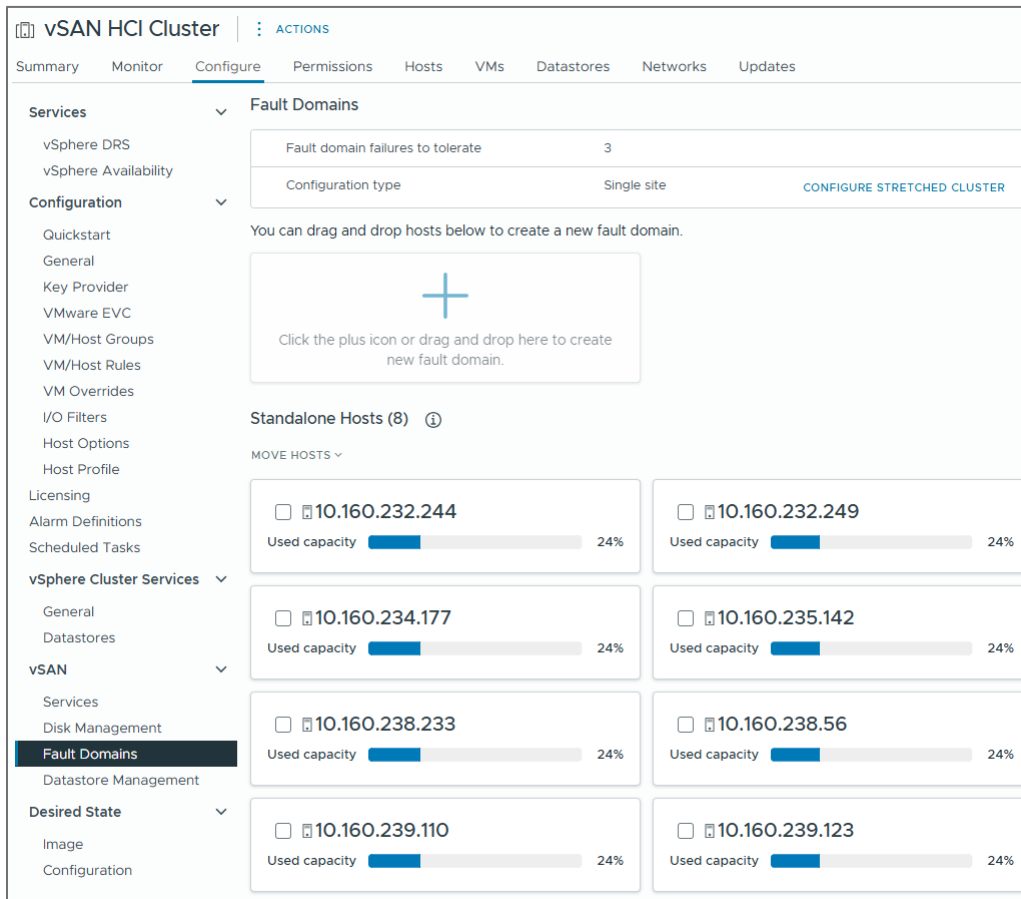 vSAN HCI Cluster ACTIONS
Summary Monitor Configure Permissions Hosts VMs Datastores Networks Updates
Services
vSphere DRS
vSphere Availability
Configuration
Quickstart
General
Key Provider
VMware EVC
VM/Host Groups
VM/Host Rules
VM Overrides
I/O Filters
Host Options
Host Profile
Licensing
Alarm Definitions
Scheduled Tasks
vSphere Cluster Services
General
Datastores
vSAN
Services
Disk Management
Fault Domains
Datastore Management
Desired State
Image
Configuration
Fault Domains
Fault domain failures to tolerate 3
Configuration type Single site CONFIGURE STRETCHED CLUSTER
You can drag and drop hosts below to create a new fault domain.
Click the plus icon or drag and drop here to create
new fault domain.
Standalone Hosts (8)
MOVE HOSTS
10.160.232.244
Used capacity 24%
10.160.232.249
Used capacity 24%
10.160.234.177
Used capacity 24%
10.160.235.142
Used capacity 24%
10.160.238.233
Used capacity 24%
10.160.238.56
Used capacity 24%
10.160.239.110
Used capacity 24%
10.160.239.123
Used capacity 24%